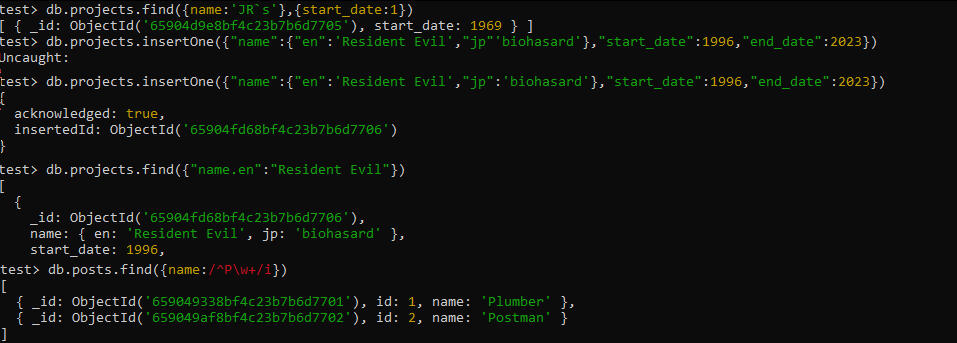 test> db.projects.find({name:'JR`s'},{start_date:1})
[ { _id: ObjectId('65904d9e8bf4c23b7b6d7705'), start_date: 1969 } ]
test> db.projects.insertOne({"name":{"en":'Resident Evil',"jp"'biohasard'},"start_date":1996,"end_date":2023})
Uncaught:
test> db.projects.insertOne({"name":{"en":'Resident Evil',"jp":'biohasard'},"start_date":1996,"end_date":2023})
{
acknowledged: true,
insertedId: ObjectId('65904fd68bf4c23b7b6d7706')
}
test> db.projects.find({"name.en":"Resident Evil"})
[
{
_id: ObjectId('65904fd68bf4c23b7b6d7706'),
name: { en: 'Resident Evil', jp: 'biohasard' },
start_date: 1996,
test> db.posts.find({name:/^P\w+/i})
[
{ _id: ObjectId('659049338bf4c23b7b6d7701'), id: 1, name: 'Plumber' },
{ _id: ObjectId('659049af8bf4c23b7b6d7702'), id: 2, name: 'Postman' }
]